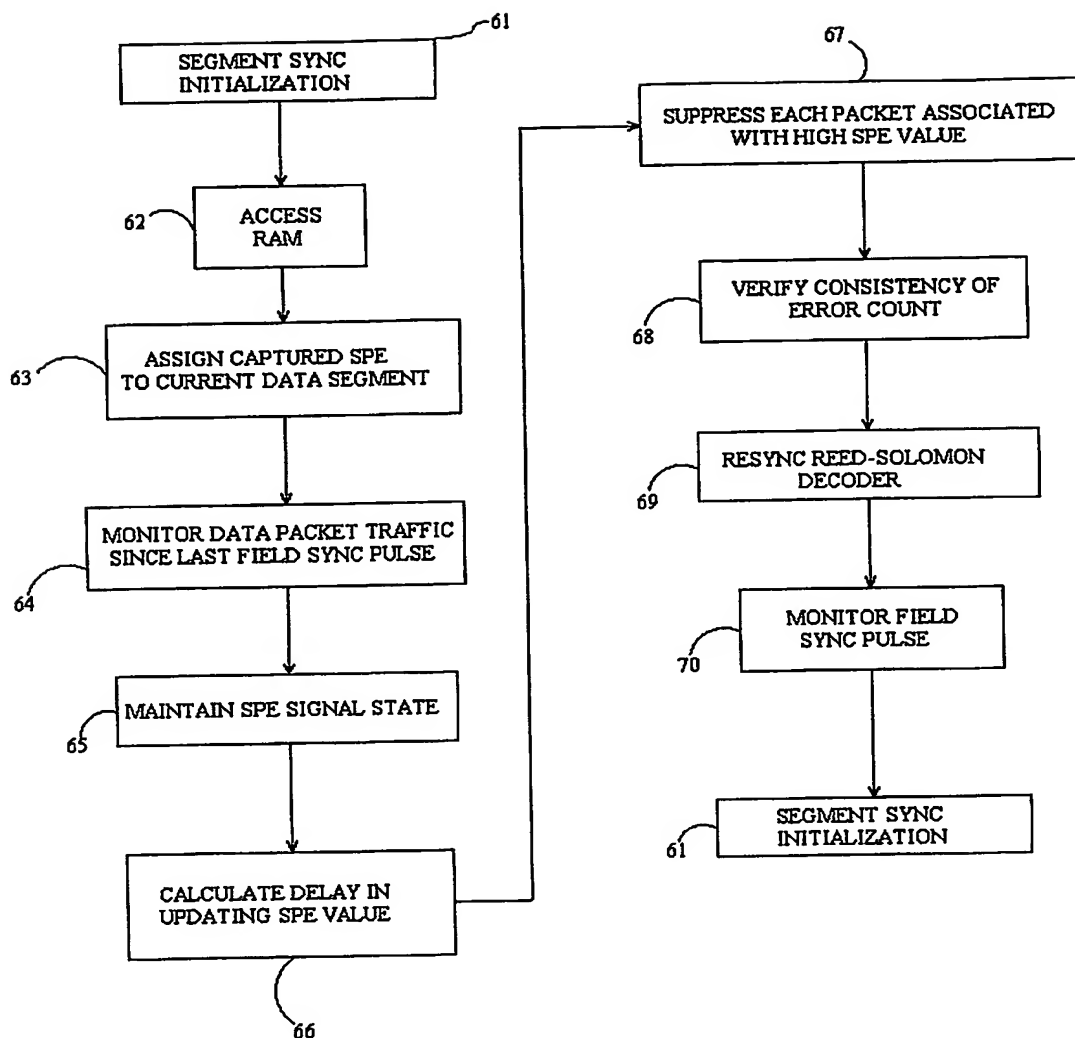 61
SEGMENT SYNC
INITIALIZATION
62
ACCESS
RAM
63
ASSIGN CAPTURED SPE
TO CURRENT DATA SEGMENT
64
MONITOR DATA PACKET TRAFFIC
SINCE LAST FIELD SYNC PULSE
65
MAINTAIN SPE SIGNAL STATE
CALCULATE DELAY IN
UPDATING SPE VALUE
66
67
SUPPRESS EACH PACKET ASSOCIATED
WITH HIGH SPE VALUE
68
VERIFY CONSISTENCY OF
ERROR COUNT
69
RESYNC REED-SOLOMON
DECODER
70
MONITOR FIELD
SYNC PULSE
61
SEGMENT SYNC
INITIALIZATION